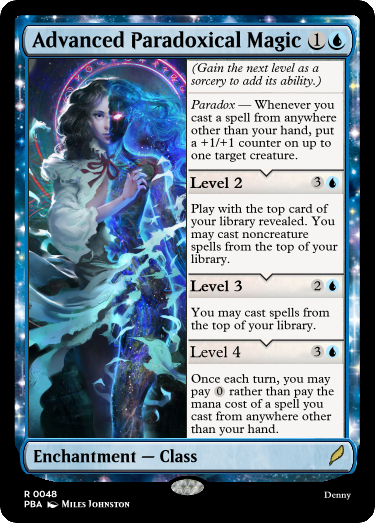 Advanced Paradoxical Magic 1
(Gain the next level as a
sorcery to add its ability.)
Paradox — Whenever you
cast a spell from anywhere
other than your hand, put
a +1/+1 counter on up to
one target creature.
Level 2 3
Play with the top card of
your library revealed. You
may cast noncreature
spells from the top of your
library.
Level 3 2
You may cast spells from
the top of your library.
Level 4 3
Once each turn, you may
pay 0 rather than pay the
mana cost of a spell you
cast from anywhere other
than your hand.
Enchantment — Class
R 0048
PBA Miles Johnston
Denny